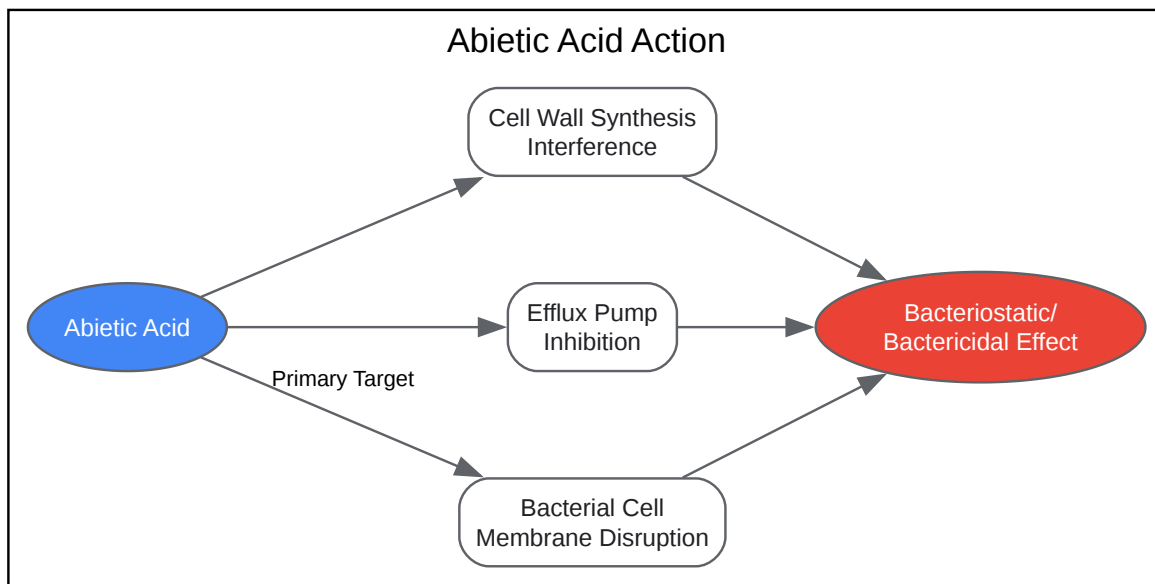 Abietic Acid Action
Cell Wall Synthesis
Interference
Abietic Acid
Efflux Pump
Inhibition
Bacteriostatic/
Bactericidal Effect
Primary Target
Bacterial Cell
Membrane Disruption